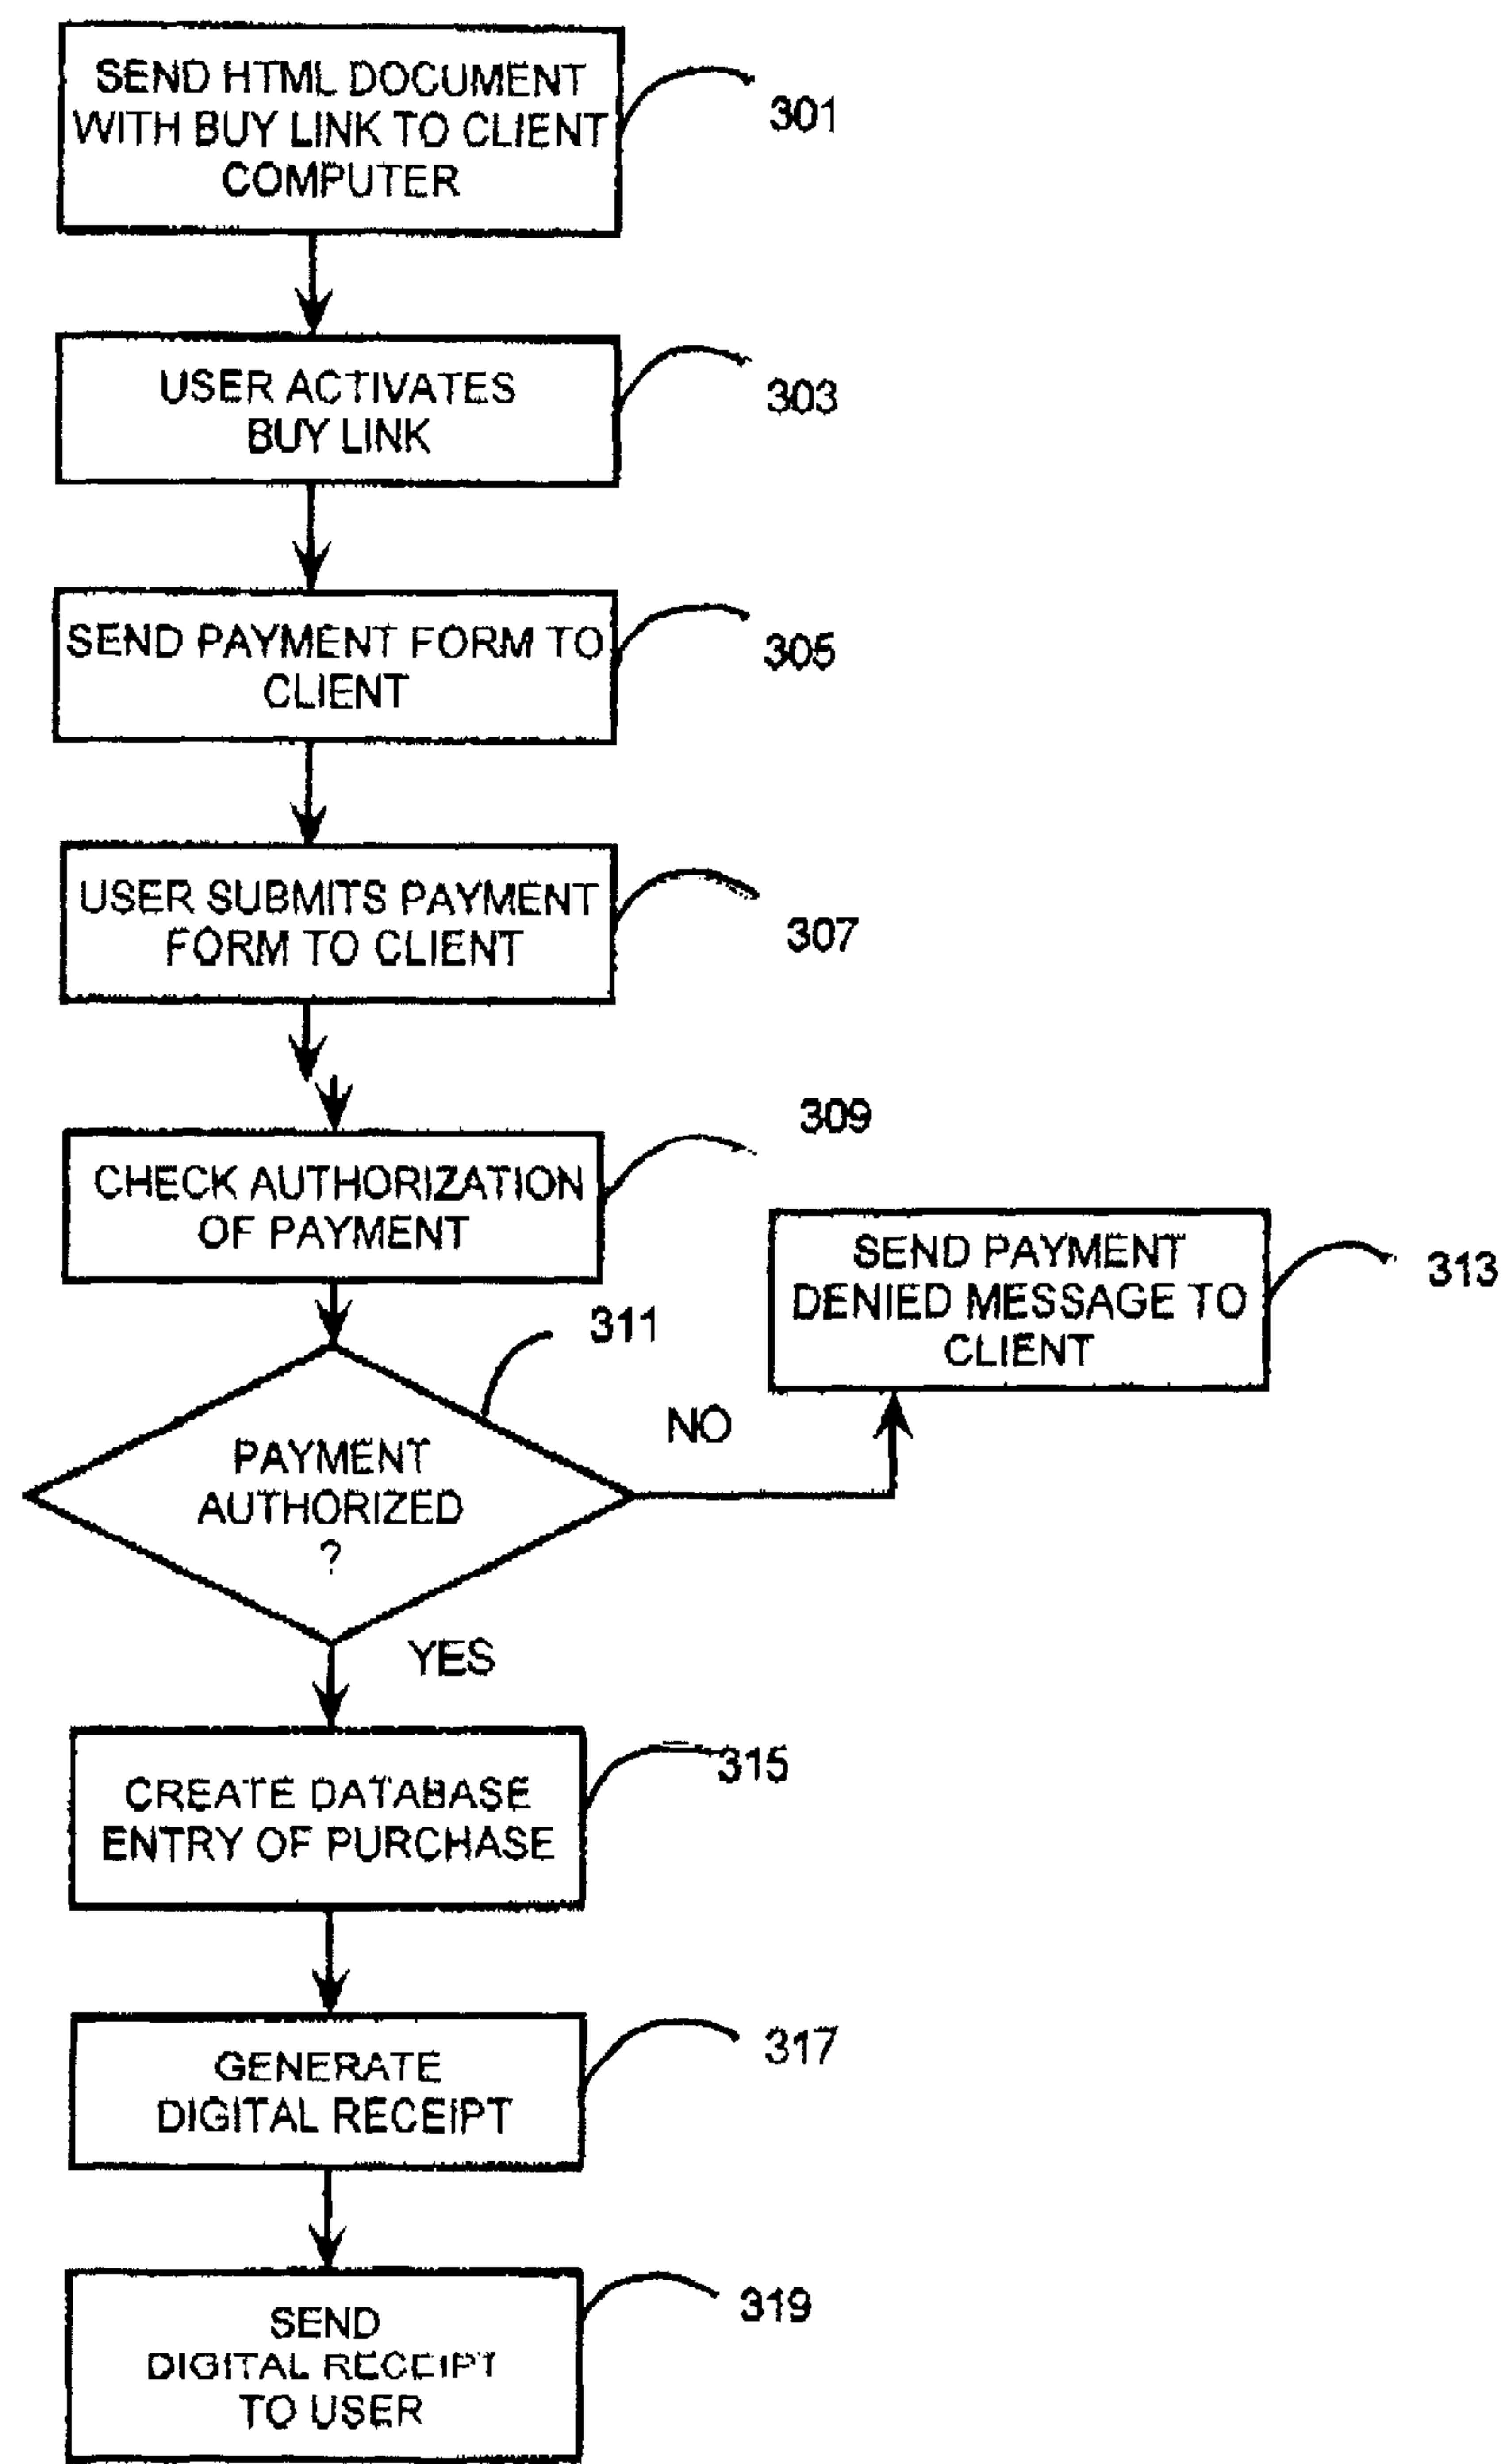 SEND HTML DOCUMENT
WITH BUY LINK TO CLIENT
COMPUTER
301
USER ACTIVATES
BUY LINK
303
SEND PAYMENT FORM TO
CLIENT
305
USER SUBMITS PAYMENT
FORM TO CLIENT
307
CHECK AUTHORIZATION
OF PAYMENT
309
PAYMENT
AUTHORIZED
?
311
NO
SEND PAYMENT
DENIED MESSAGE TO
CLIENT
313
YES
CREATE DATABASE
ENTRY OF PURCHASE
315
GENERATE
DIGITAL RECEIPT
317
SEND
DIGITAL RECEIPT
TO USER
319